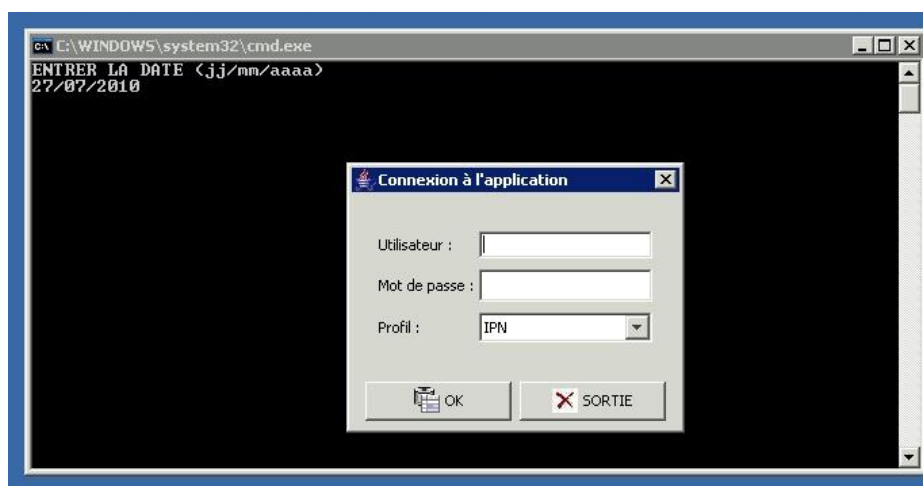 C:\WINDOWS\system32\cmd.exe
ENTRER LA DATE (jj/mm/aaaa)
27/07/2010
Connexion à l'application
Utilisateur :
Mot de passe :
Profil : IPN
OK SORTIE